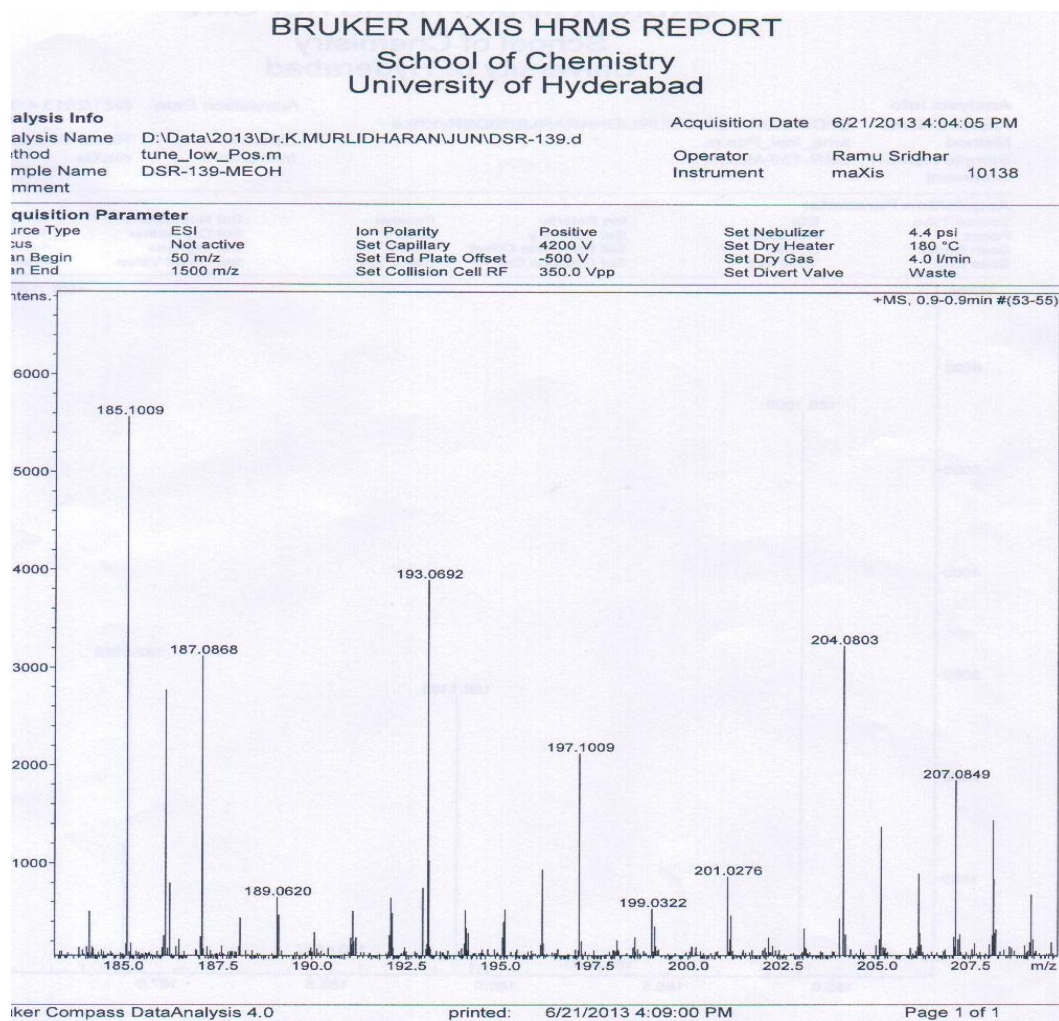 BRUKER MAXIS HRMS REPORT
School of Chemistry
University of Hyderabad
alysis Info
alysis Name D:\Data\2013\Dr.K.MURLIDHARAN\JUN\DSR-139.d
Acquisition Date 6/21/2013 4:04:05 PM
thod tune_low_Pos.m
Operator Ramu Sridhar
mple Name DSR-139-MEOH
Instrument maXis 10138
mment
quisition Parameter
urce Type ESI Ion Polarity Positive Set Nebulizer 4.4 psi
cus Not active Set Capillary 4200 V Set Dry Heater 180 °C
an Begin 50 m/z Set End Plate Offset -500 V Set Dry Gas 4.0 l/min
an End 1500 m/z Set Collision Cell RF 350.0 Vpp Set Divert Valve Waste
ntens.
+MS, 0.9-0.9min #(53-55)
6000
185.1009
5000
4000
193.0692
204.0803
187.0868
3000
197.1009
2000
207.0849
1000
201.0276
189.0620
199.0322
185.0 187.5 190.0 192.5 195.0 197.5 200.0 202.5 205.0 207.5 m/z
ker Compass DataAnalysis 4.0 printed: 6/21/2013 4:09:00 PM Page 1 of 1